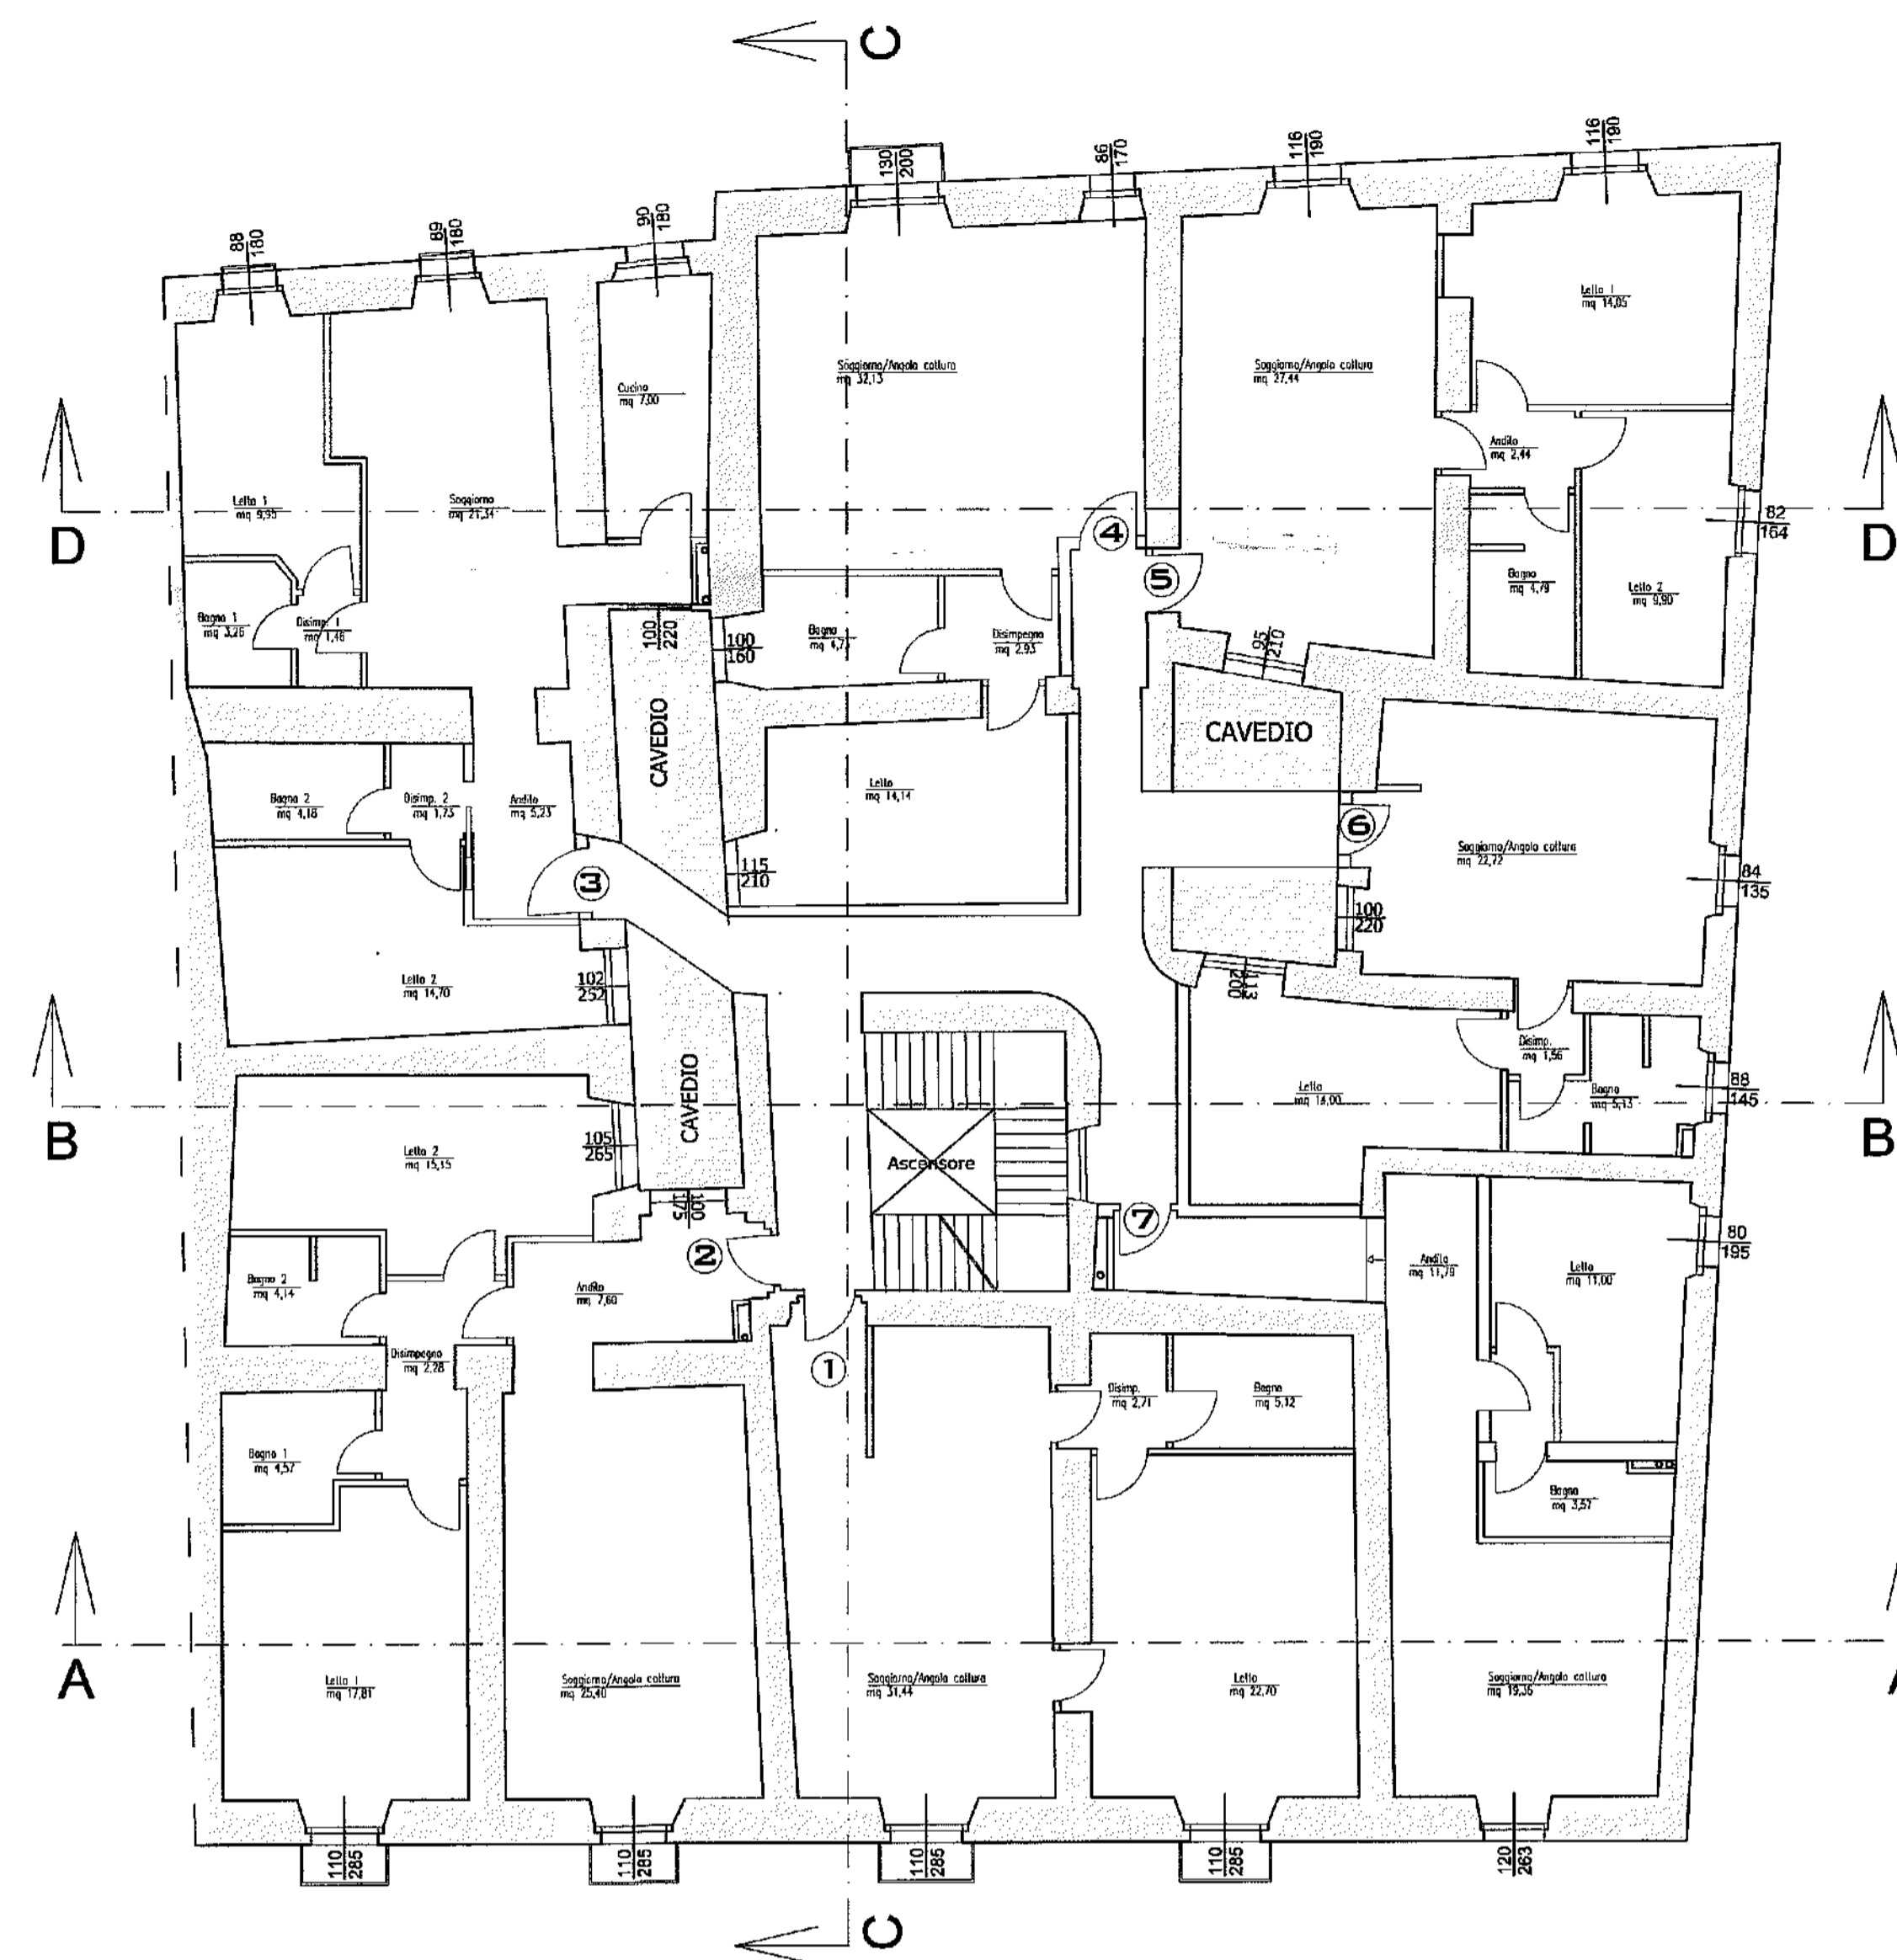 C
88
180
89
180
90
180
130
200
86
170
116
190
116
190
Letto 1
mq 14,05
Soggiorno/Angolo cottura
mq 32,13
Soggiorno/Angolo cottura
mq 27,44
Cucina
mq 7,00
Andito
mq 2,44
Letto 1
mq 9,95
Soggiorno
mq 21,34
D
D
82
164
4
5
Bagno
mq 4,79
Letto 2
mq 9,90
Bagno 1
mq 3,26
Disimp. 1
mq 1,46
100
220
100
160
Bagno
mq 4,7
Disimpegno
mq 2,93
95
210
CAVEDIO
CAVEDIO
Letto
mq 14,14
Bagno 2
mq 4,18
Disimp. 2
mq 1,73
Andito
mq 5,23
6
Soggiorno/Angolo cottura
mq 22,72
84
135
3
115
210
100
220
102
252
Letto 2
mq 14,70
113
200
Disimp.
mq 1,56
Letto
mq 14,00
Bagno
mq 5,13
88
145
B
B
CAVEDIO
105
265
Letto 2
mq 15,15
Ascensore
100
175
7
2
80
195
Andito
mq 11,79
Letto
mq 11,00
Bagno 2
mq 4,14
Andito
mq 7,60
Disimpegno
mq 2,28
1
Disimp.
mq 2,71
Bagno
mq 5,12
Bagno 1
mq 4,57
Bagno
mq 3,57
A
A
Letto 1
mq 17,81
Soggiorno/Angolo cottura
mq 25,40
Soggiorno/Angolo cottura
mq 31,44
Letto
mq 22,70
Soggiorno/Angolo cottura
mq 19,36
110
285
110
285
110
285
110
285
120
263
C